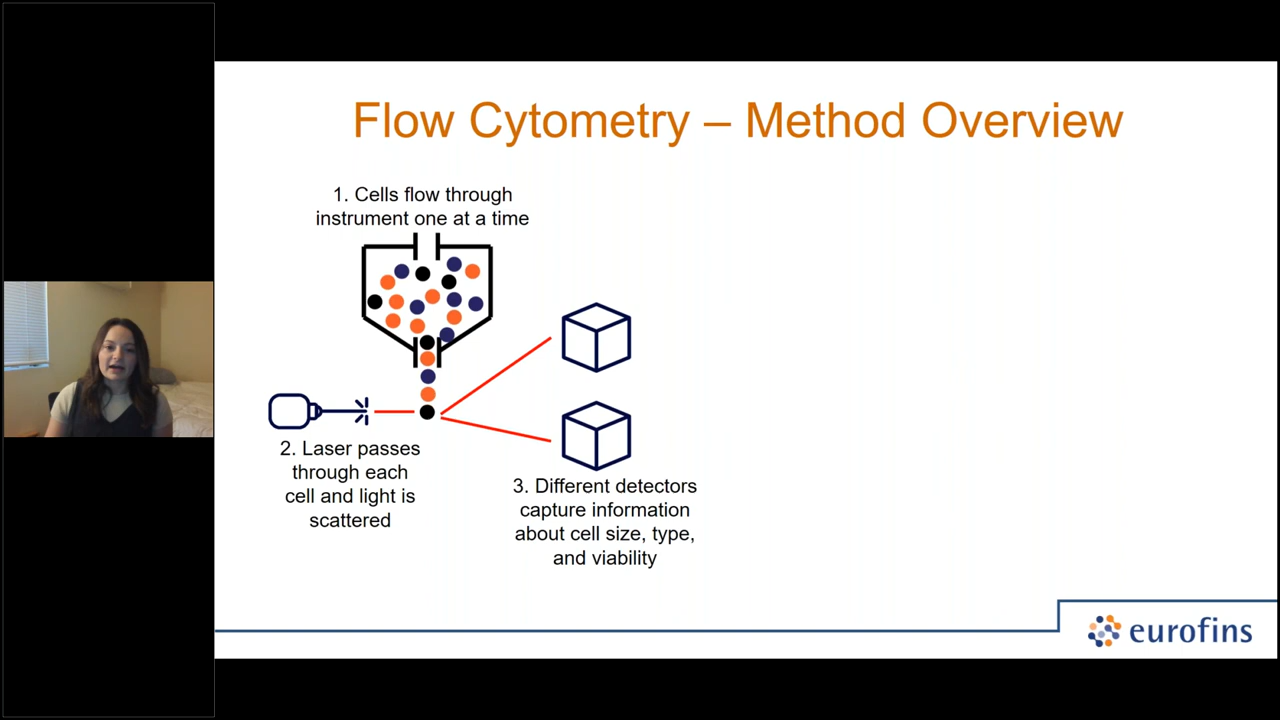 Flow Cytometry – Method Overview
1. Cells flow through
instrument one at a time
2. Laser passes
through each
cell and light is
scattered
3. Different detectors
capture information
about cell size, type,
and viability
eurofins